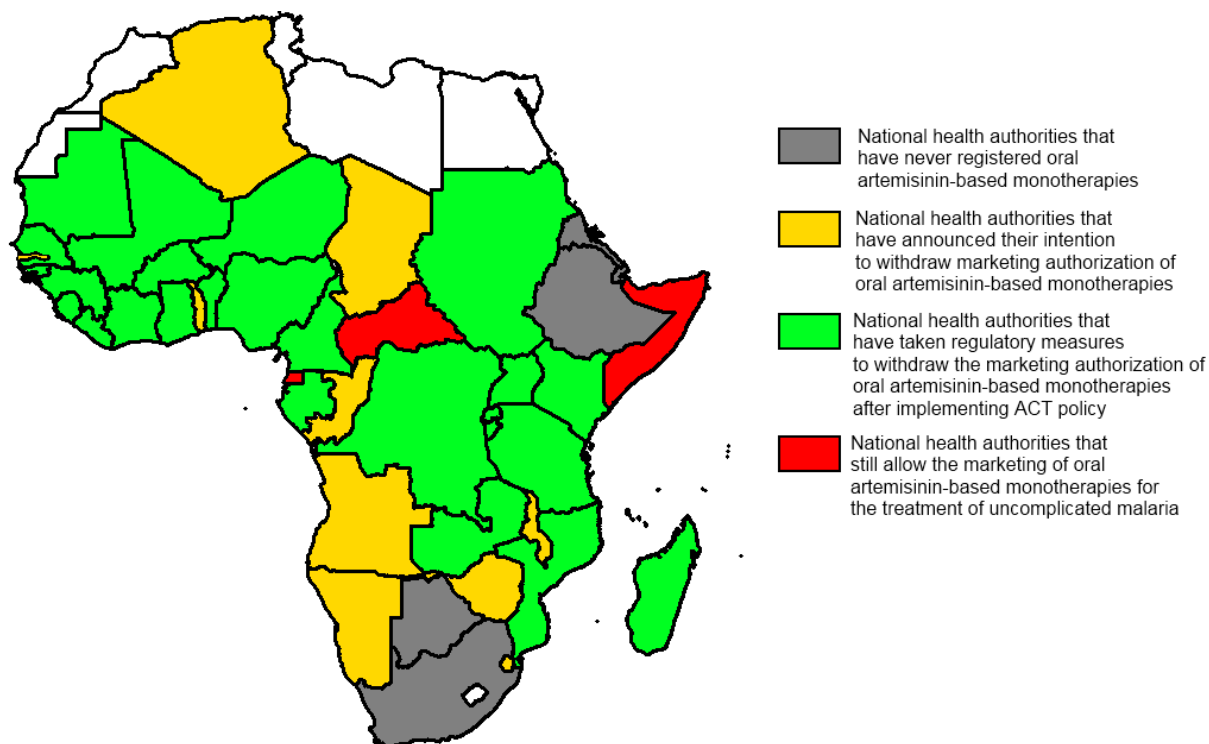 National health authorities that
have never registered oral
artemisinin-based monotherapies
National health authorities that
have announced their intention
to withdraw marketing authorization of
oral artemisinin-based monotherapies
National health authorities that
have taken regulatory measures
to withdraw the marketing authorization of
oral artemisinin-based monotherapies
after implementing ACT policy
National health authorities that
still allow the marketing of oral
artemisinin-based monotherapies for
the treatment of uncomplicated malaria